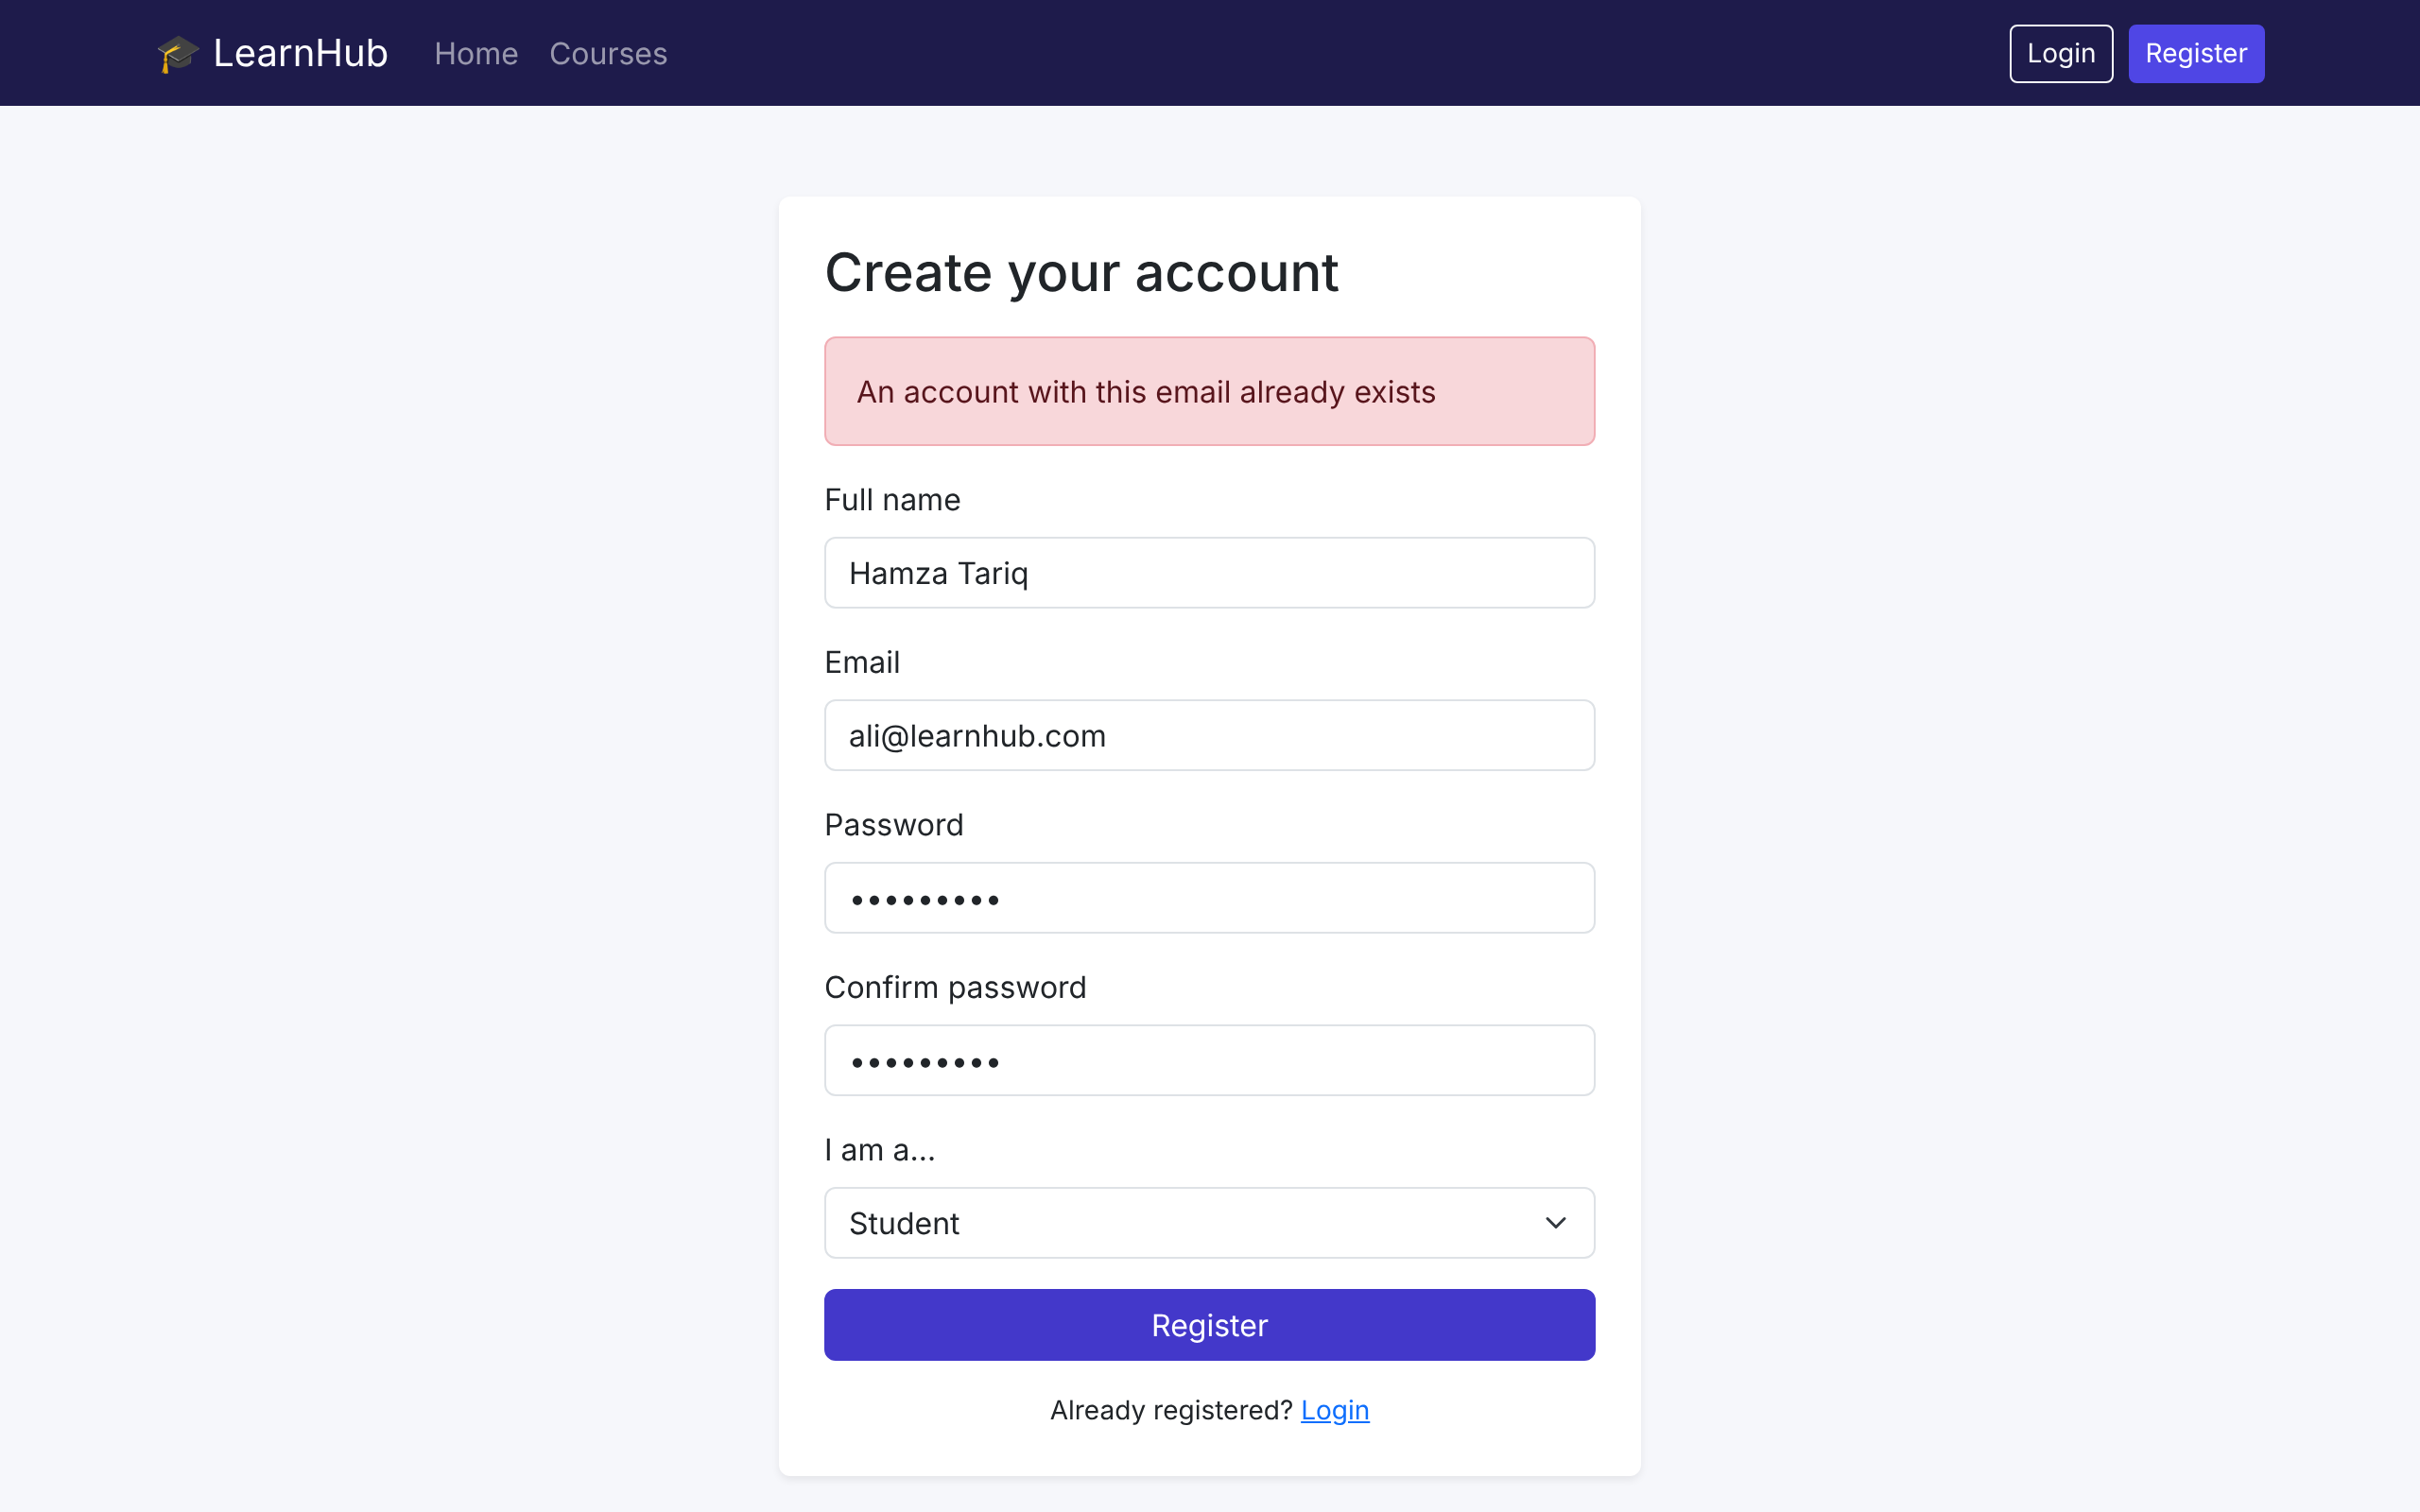 LearnHub Home Courses Login Register
Create your account
An account with this email already exists
Full name
Hamza Tariq
Email
ali@learnhub.com
Password
•••••••••
Confirm password
•••••••••
I am a...
Student
Register
Already registered? Login